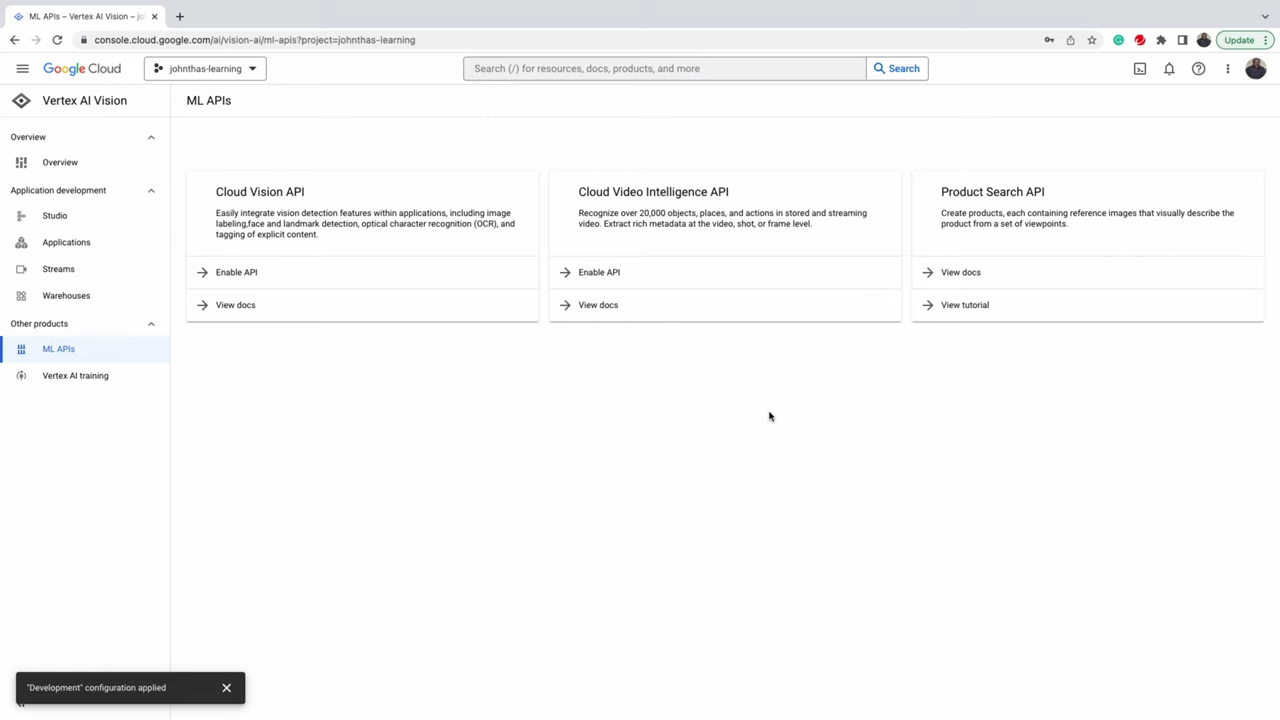 ML APIs – Vertex AI Vision – jo
console.cloud.google.com/ai/vision-ai/ml-apis?project=johnthas-learning
Update
Google Cloud
johnthas-learning
Search (/) for resources, docs, products, and more
Search
Vertex AI Vision
ML APIs
Overview
Overview
Application development
Studio
Applications
Streams
Warehouses
Other products
ML APIs
Vertex AI training
Cloud Vision API
Easily integrate vision detection features within applications, including image
labeling,face and landmark detection, optical character recognition (OCR), and
tagging of explicit content.
Enable API
View docs
Cloud Video Intelligence API
Recognize over 20,000 objects, places, and actions in stored and streaming
video. Extract rich metadata at the video, shot, or frame level.
Enable API
View docs
Product Search API
Create products, each containing reference images that visually describe the
product from a set of viewpoints.
View docs
View tutorial
"Development" configuration applied